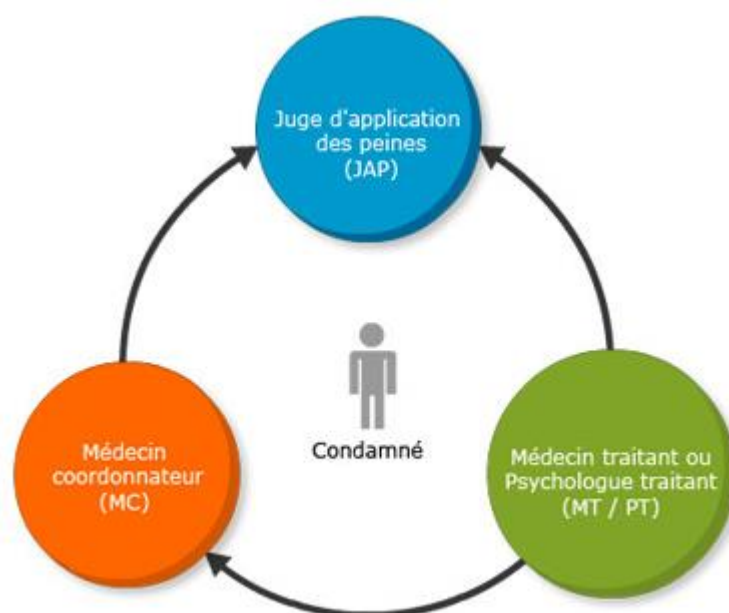 Juge d'application
des peines
(JAP)
Condamné
Médecin
coordonnateur
(MC)
Médecin traitant ou
Psychologue traitant
(MT / PT)